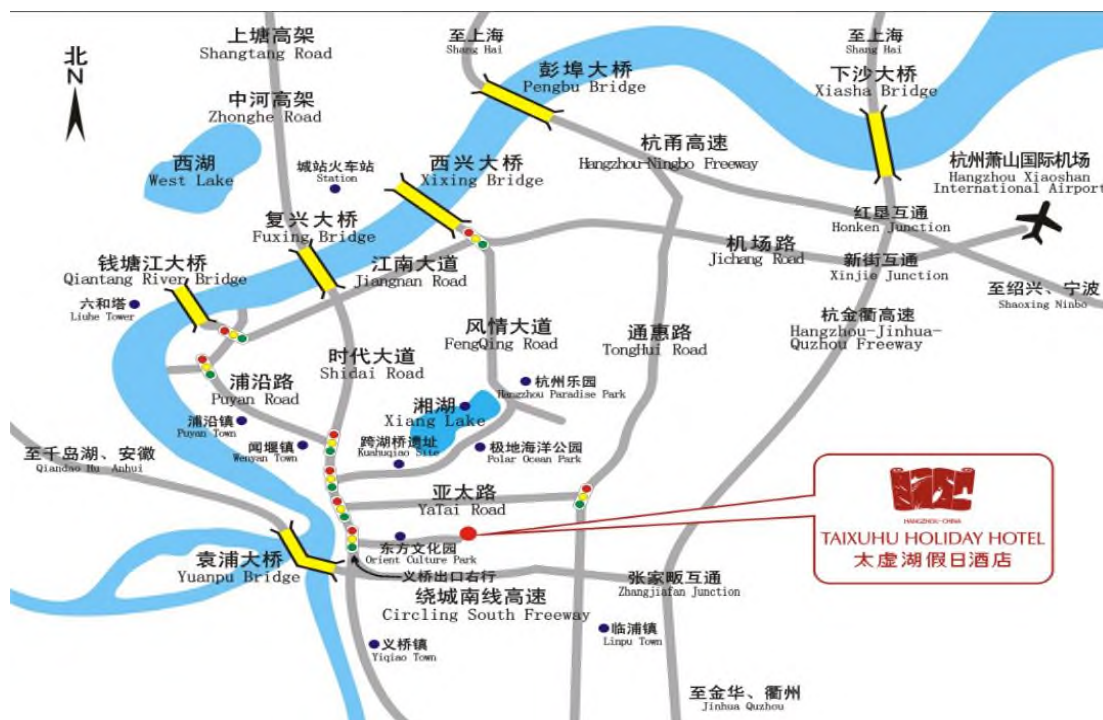 上塘高架
Shangtang Road
至上海
Shang Hai
至上海
Shang Hai
北
N
彭埠大桥
Pengbu Bridge
下沙大桥
Xiasha Bridge
中河高架
Zhonghe Road
杭甬高速
Hangzhou-Ningbo Freeway
西湖
West Lake
城站火车站
Station
西兴大桥
Xixing Bridge
杭州萧山国际机场
Hangzhou Xiaoshan
International Airport
复兴大桥
Fuxing Bridge
红垦互通
Honken Junction
钱塘江大桥
Qiantang River Bridge
江南大道
Jiangnan Road
机场路
Jichang Road
新街互通
Xinjie Junction
六和塔
Liuhe Tower
至绍兴、宁波
Shaoxing Ninbo
风情大道
FengQing Road
通惠路
TongHui Road
杭金衢高速
Hangzhou-Jinhua-
Quzhou Freeway
时代大道
Shidai Road
浦沿路
Puyan Road
杭州乐园
Hangzhou Paradise Park
湘湖
Xiang Lake
浦沿镇
Puyan Town
闻堰镇
Wenyan Town
跨湖桥遗址
Kuahuqiao Site
极地海洋公园
Polar Ocean Park
至千岛湖、安徽
Qiandao Hu Anhui
亚太路
YaTai Road
HANGZHOU-CHINA
TAIXUHU HOLIDAY HOTEL
太虚湖假日酒店
东方文化园
Orient Culture Park
袁浦大桥
Yuanpu Bridge
义桥出口右行
张家畈互通
Zhangjiafan Junction
绕城南线高速
Circling South Freeway
义桥镇
Yiqiao Town
临浦镇
Linpu Town
至金华、衢州
Jinhua Quzhou